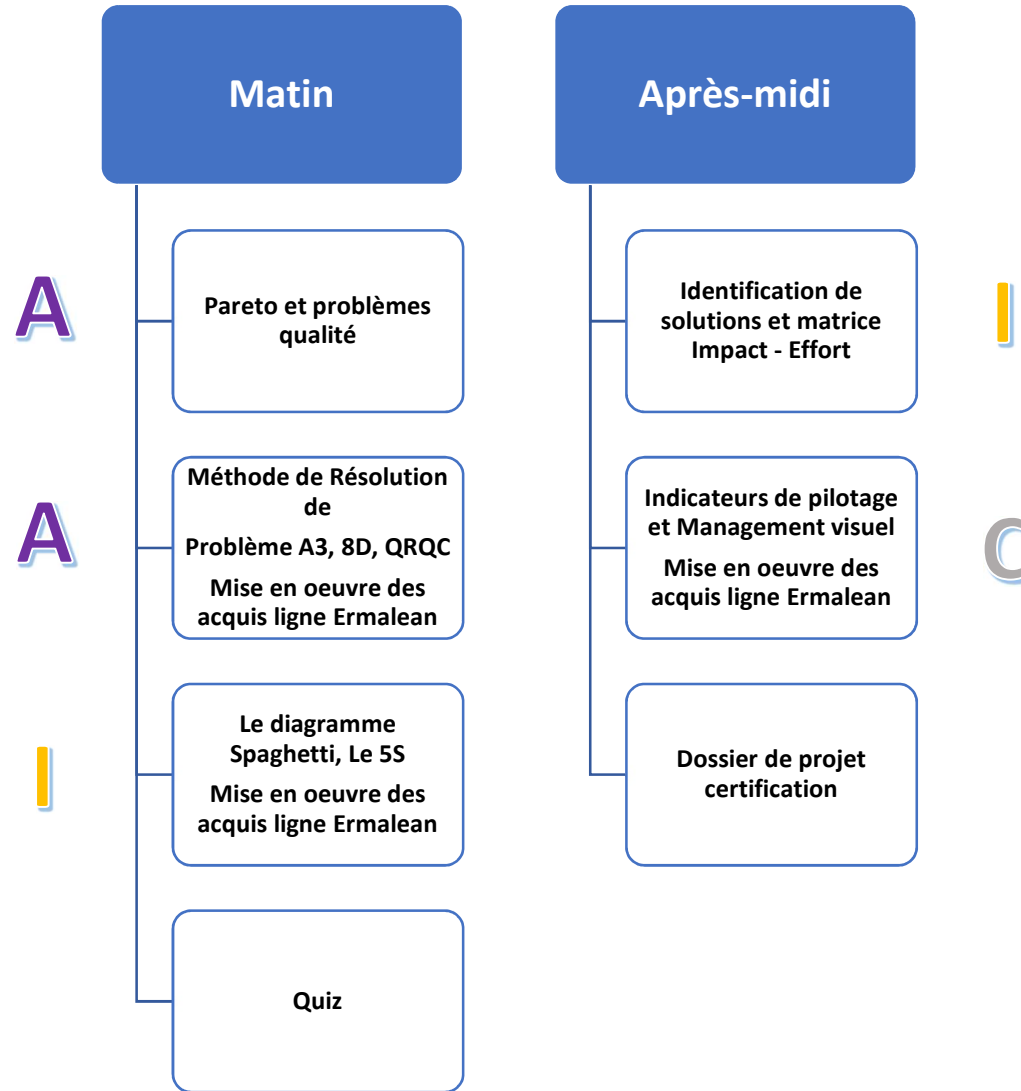 Matin
A
Pareto et problèmes
qualité
A
Méthode de Résolution
de
Problème A3, 8D, QRQC
Mise en oeuvre des
acquis ligne Ermalean
I
Le diagramme
Spaghetti, Le 5S
Mise en oeuvre des
acquis ligne Ermalean
Quiz
Après-midi
Identification de
solutions et matrice
Impact - Effort
I
Indicateurs de pilotage
et Management visuel
Mise en oeuvre des
acquis ligne Ermalean
C
Dossier de projet
certification